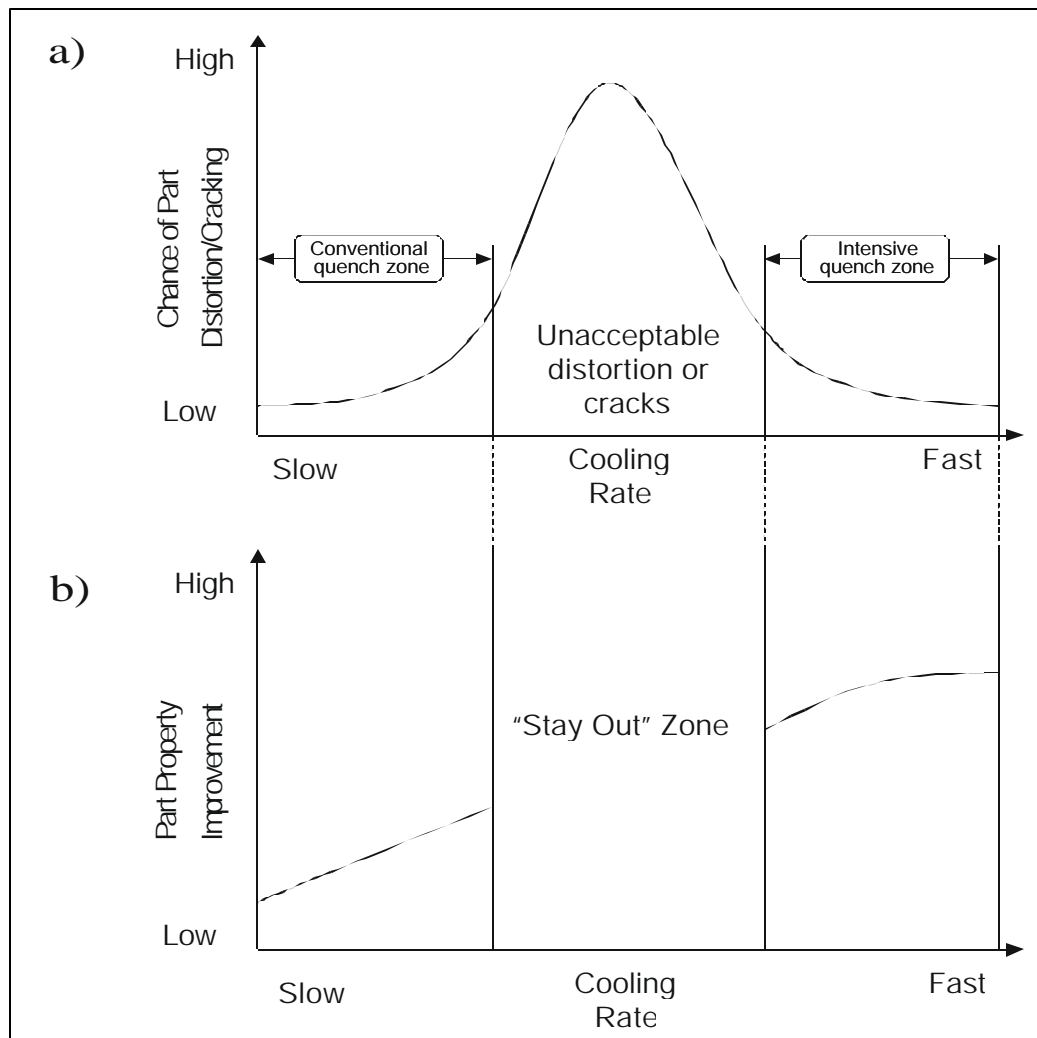 a)
High
Chance of Part
Distortion/Cracking
Conventional
quench zone
Intensive
quench zone
Unacceptable
distortion or
cracks
Low
Slow
Cooling
Rate
Fast
b)
High
Part Property
Improvement
"Stay Out" Zone
Low
Slow
Cooling
Rate
Fast